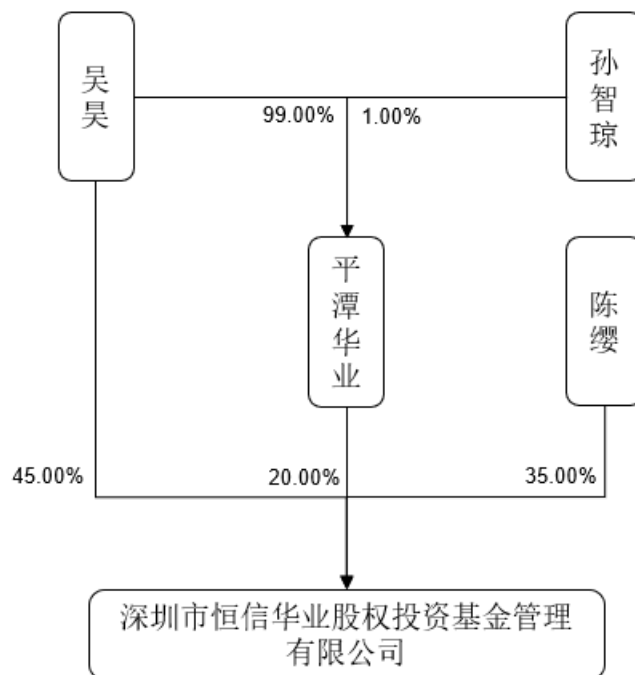 吴昊
孙智琼
99.00%
1.00%
平潭华业
陈缨
45.00%
20.00%
35.00%
深圳市恒信华业股权投资基金管理
有限公司